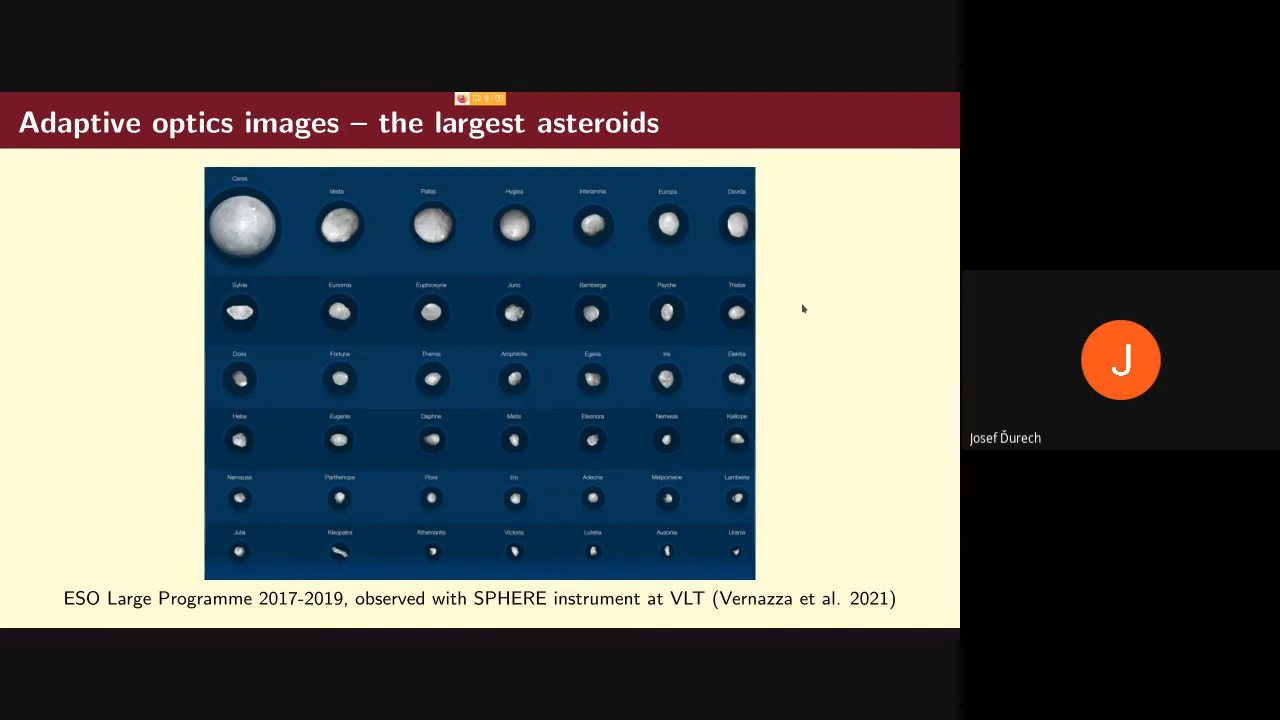 Adaptive optics images – the largest asteroids
Ceres
Vesta Pallas Hygiea Interamnia Europa Davida
Sylvia Eunomia Euphrosyne Juno Bamberga Psyche Thisbe
Doris Fortuna Themis Amphitrite Egeria Iris Elektra
Hebe Eugenia Daphne Metis Eleonora Nemesis Kalliope
Nemausa Parthenope Flora Ino Adeona Melpomene Lamberta
Julia Kleopatra Athamantis Victoria Lutetia Ausonia Urania
ESO Large Programme 2017-2019, observed with SPHERE instrument at VLT (Vernazza et al. 2021)
J
Josef Ďurech